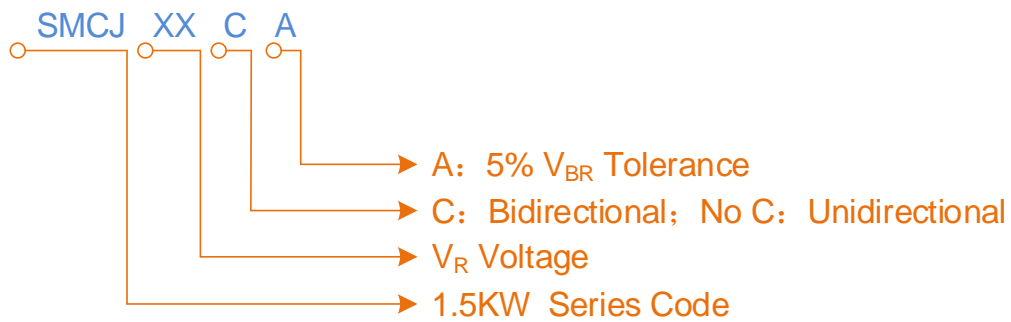 SMCJ XX C A
A：5% VBR Tolerance
C：Bidirectional；No C：Unidirectional
VR Voltage
1.5KW Series Code